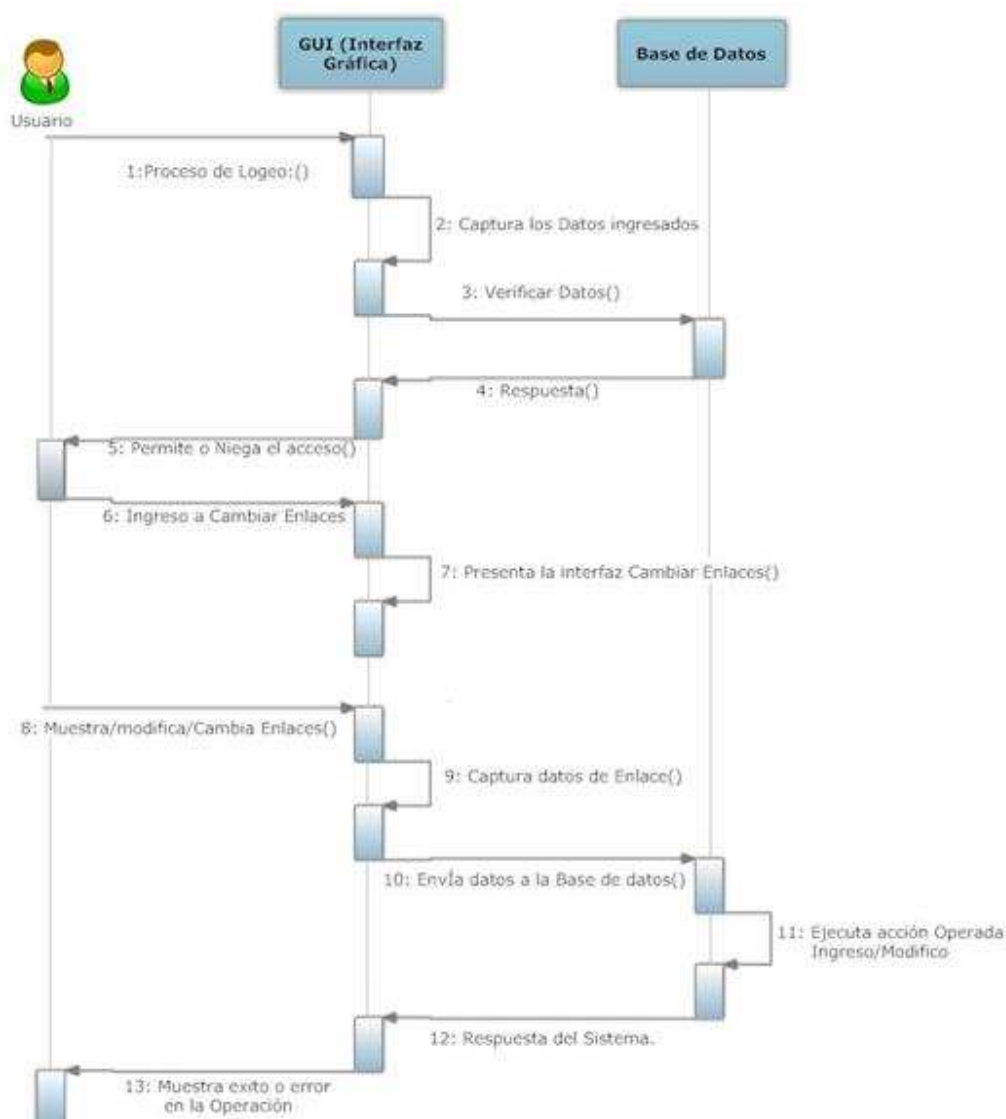 GUI (Interfaz
Gráfica)
Base de Datos
Usuario
1:Proceso de Logeo:()
2: Captura los Datos ingresados
3: Verificar Datos()
4: Respuesta()
5: Permite o Niega el acceso()
6: Ingreso a Cambiar Enlaces
7: Presenta la interfaz Cambiar Enlaces()
8: Muestra/modifica/Cambia Enlaces()
9: Captura datos de Enlace()
10: EnvÍa datos a la Base de datos()
11: Ejecuta acción Operada
Ingreso/Modifico
12: Respuesta del Sistema.
13: Muestra exito o error
en la Operación